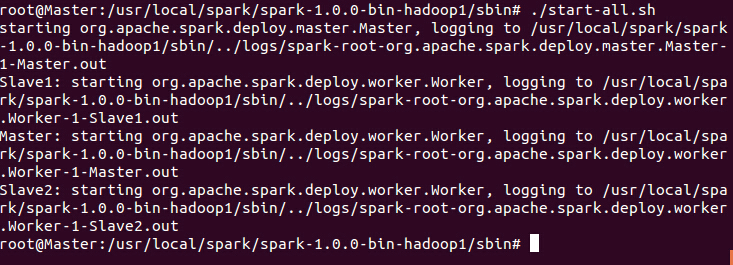 root@Master:/usr/local/spark/spark-1.0.0-bin-hadoop1/sbin# ./start-all.sh
starting org.apache.spark.deploy.master.Master, logging to /usr/local/spark/spark
-1.0.0-bin-hadoop1/sbin/../logs/spark-root-org.apache.spark.deploy.master.Master-
1-Master.out
Slave1: starting org.apache.spark.deploy.worker.Worker, logging to /usr/local/spa
rk/spark-1.0.0-bin-hadoop1/sbin/../logs/spark-root-org.apache.spark.deploy.worker
.Worker-1-Slave1.out
Master: starting org.apache.spark.deploy.worker.Worker, logging to /usr/local/spa
rk/spark-1.0.0-bin-hadoop1/sbin/../logs/spark-root-org.apache.spark.deploy.worker
.Worker-1-Master.out
Slave2: starting org.apache.spark.deploy.worker.Worker, logging to /usr/local/spa
rk/spark-1.0.0-bin-hadoop1/sbin/../logs/spark-root-org.apache.spark.deploy.worker
.Worker-1-Slave2.out
root@Master:/usr/local/spark/spark-1.0.0-bin-hadoop1/sbin#